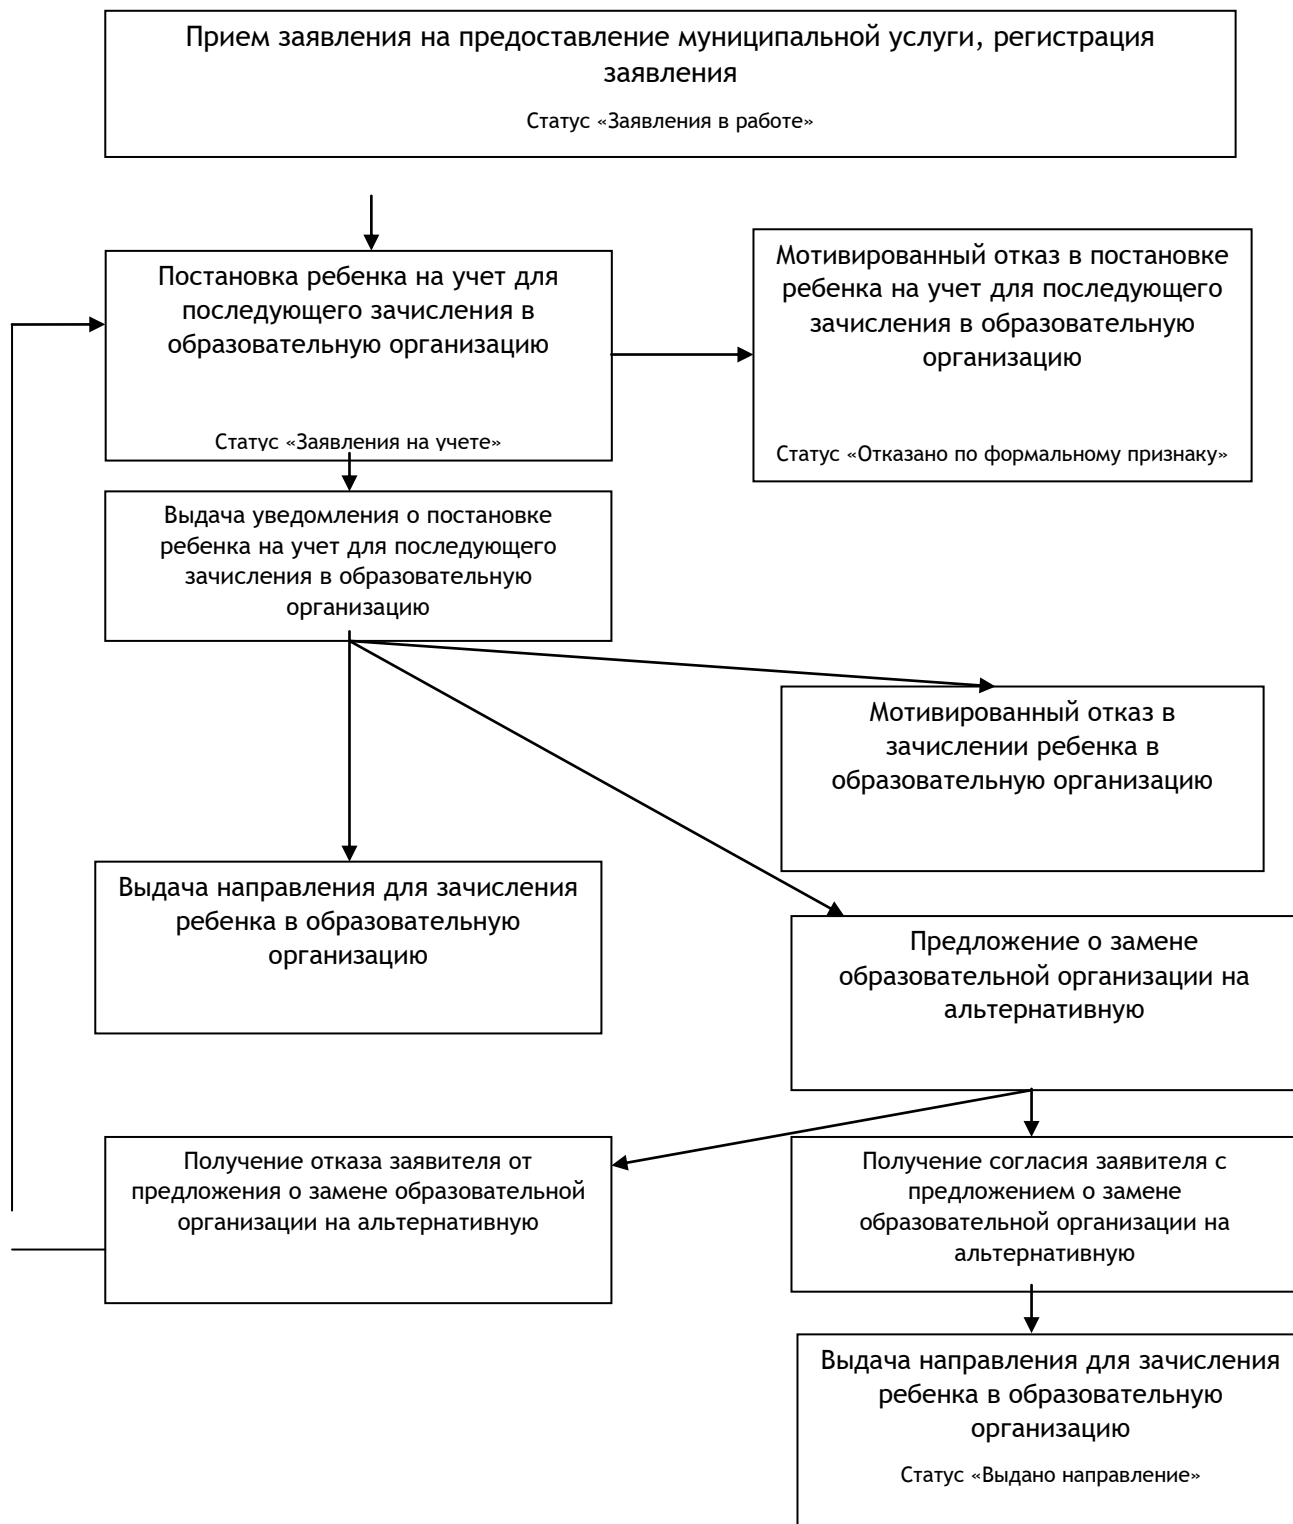 Прием заявления на предоставление муниципальной услуги, регистрация
заявления
Статус «Заявления в работе»
Постановка ребенка на учет для
последующего зачисления в
образовательную организацию
Статус «Заявления на учете»
Мотивированный отказ в постановке
ребенка на учет для последующего
зачисления в образовательную
организацию
Статус «Отказано по формальному признаку»
Выдача уведомления о постановке
ребенка на учет для последующего
зачисления в образовательную
организацию
Мотивированный отказ в
зачислении ребенка в
образовательную организацию
Выдача направления для зачисления
ребенка в образовательную
организацию
Предложение о замене
образовательной организации на
альтернативную
Получение отказа заявителя от
предложения о замене образовательной
организации на альтернативную
Получение согласия заявителя с
предложением о замене
образовательной организации на
альтернативную
Выдача направления для зачисления
ребенка в образовательную
организацию
Статус «Выдано направление»